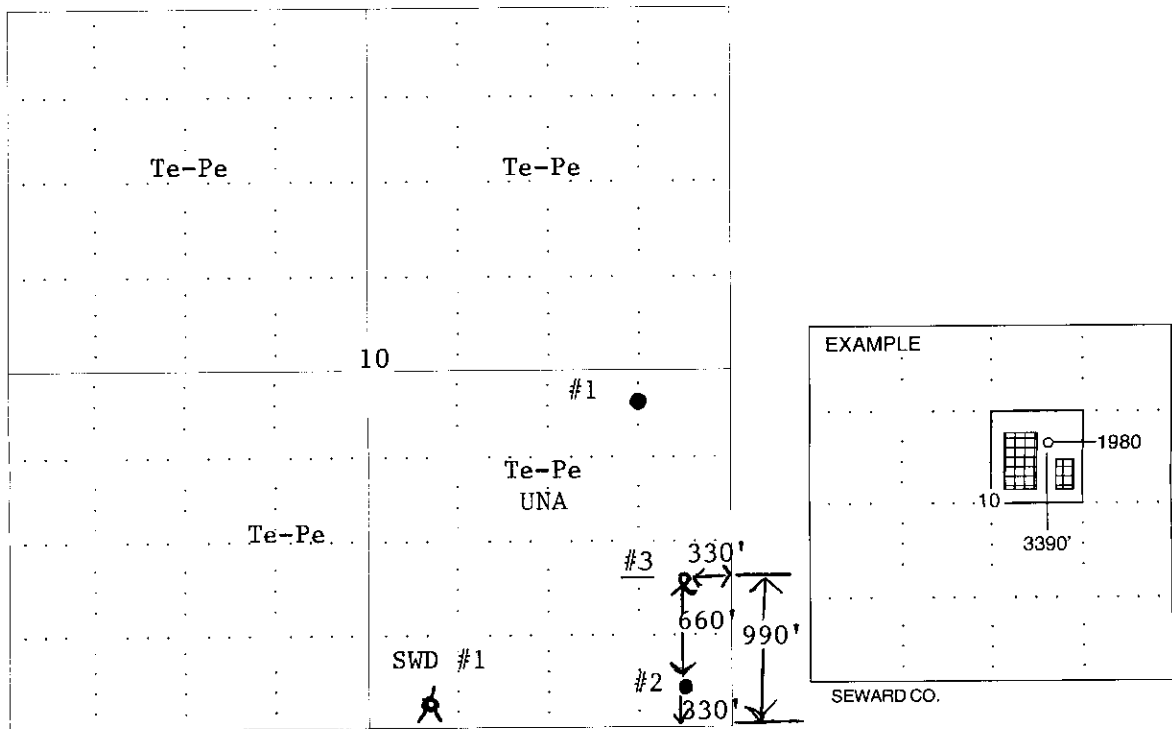 Te-Pe
Te-Pe
10
#1
Te-Pe
UNA
Te-Pe
#3
330'
660'
990'
SWD #1
#2
330'
EXAMPLE
1980
10
3390'
SEWARD CO.